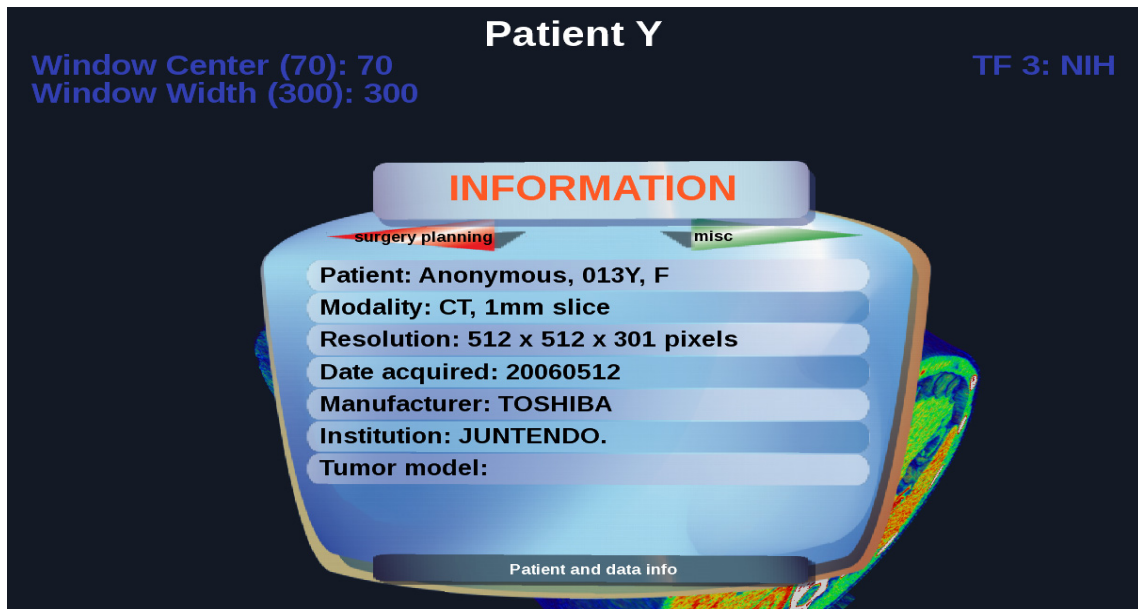 Patient Y
Window Center (70): 70
TF 3: NIH
Window Width (300): 300
INFORMATION
surgery planning
misc
Patient: Anonymous, 013Y, F
Modality: CT, 1mm slice
Resolution: 512 x 512 x 301 pixels
Date acquired: 20060512
Manufacturer: TOSHIBA
Institution: JUNTENDO.
Tumor model:
Patient and data info